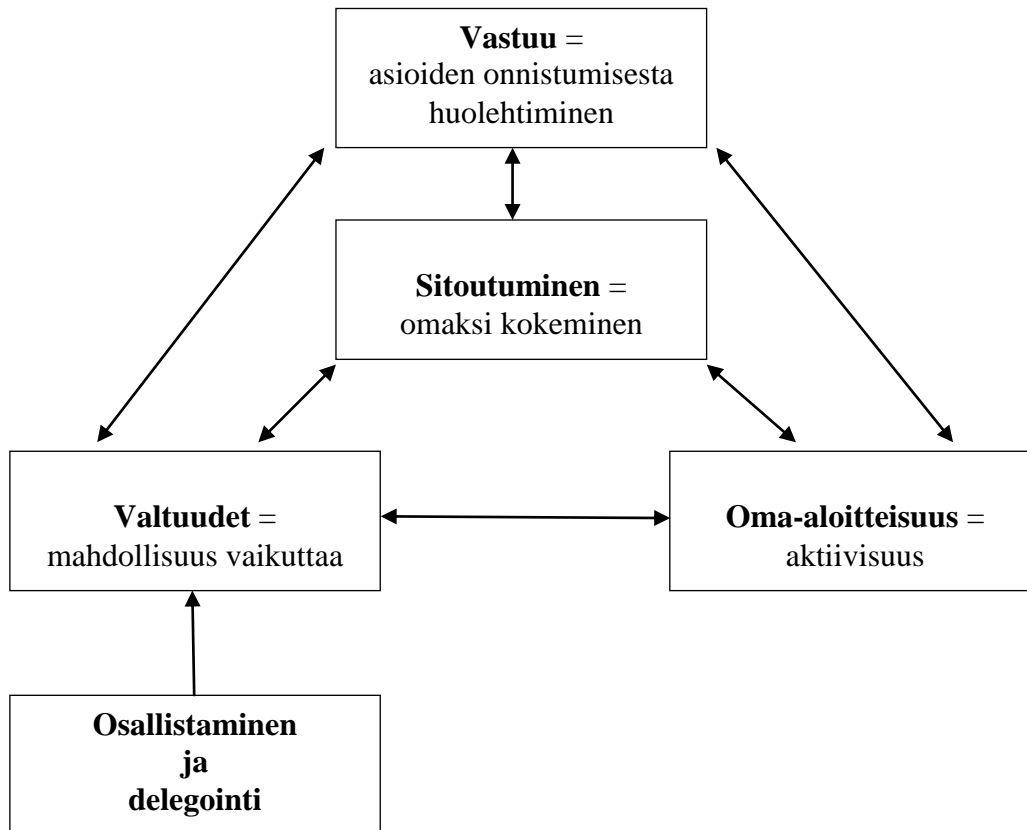 Vastuu =
asioiden onnistumisesta
huolehtiminen
Sitoutuminen =
omaksi kokeminen
Valtuudet =
mahdollisuus vaikuttaa
Oma-aloitteisuus =
aktiivisuus
Osallistaminen
ja
delegointi